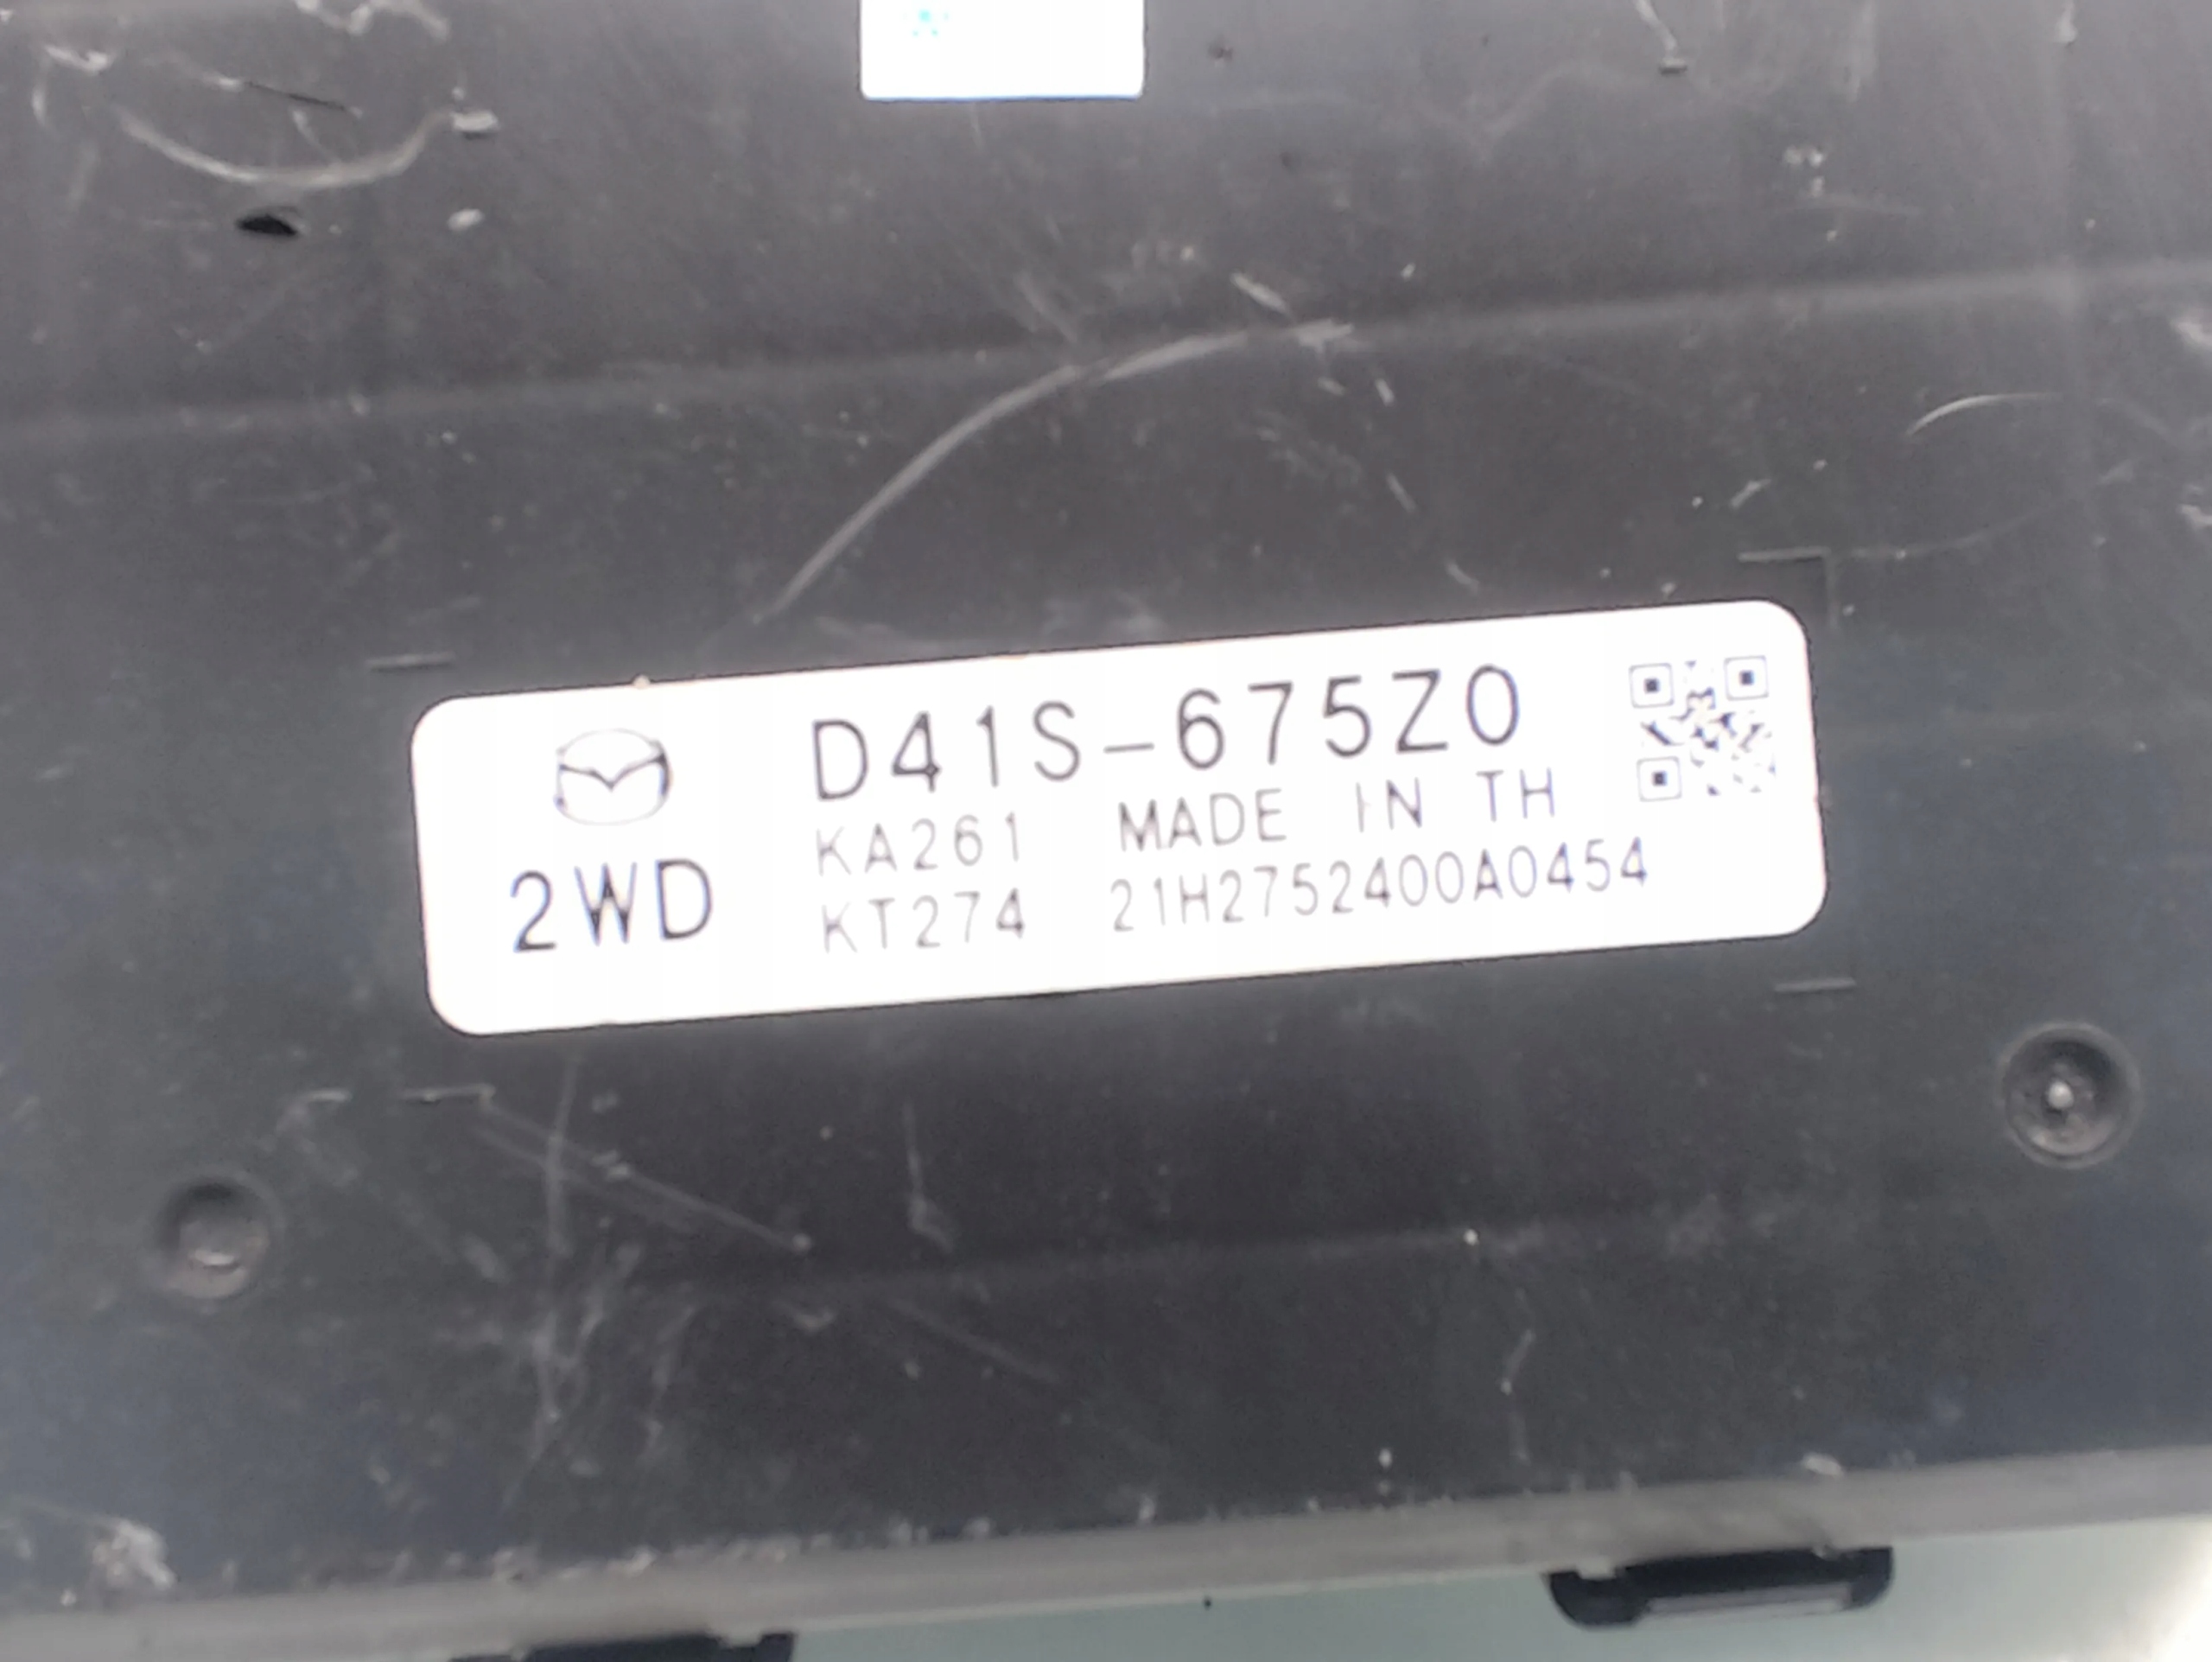 D41S-675Z0
KA261 MADE IN TH
2WD KT274 21H2752400A0454